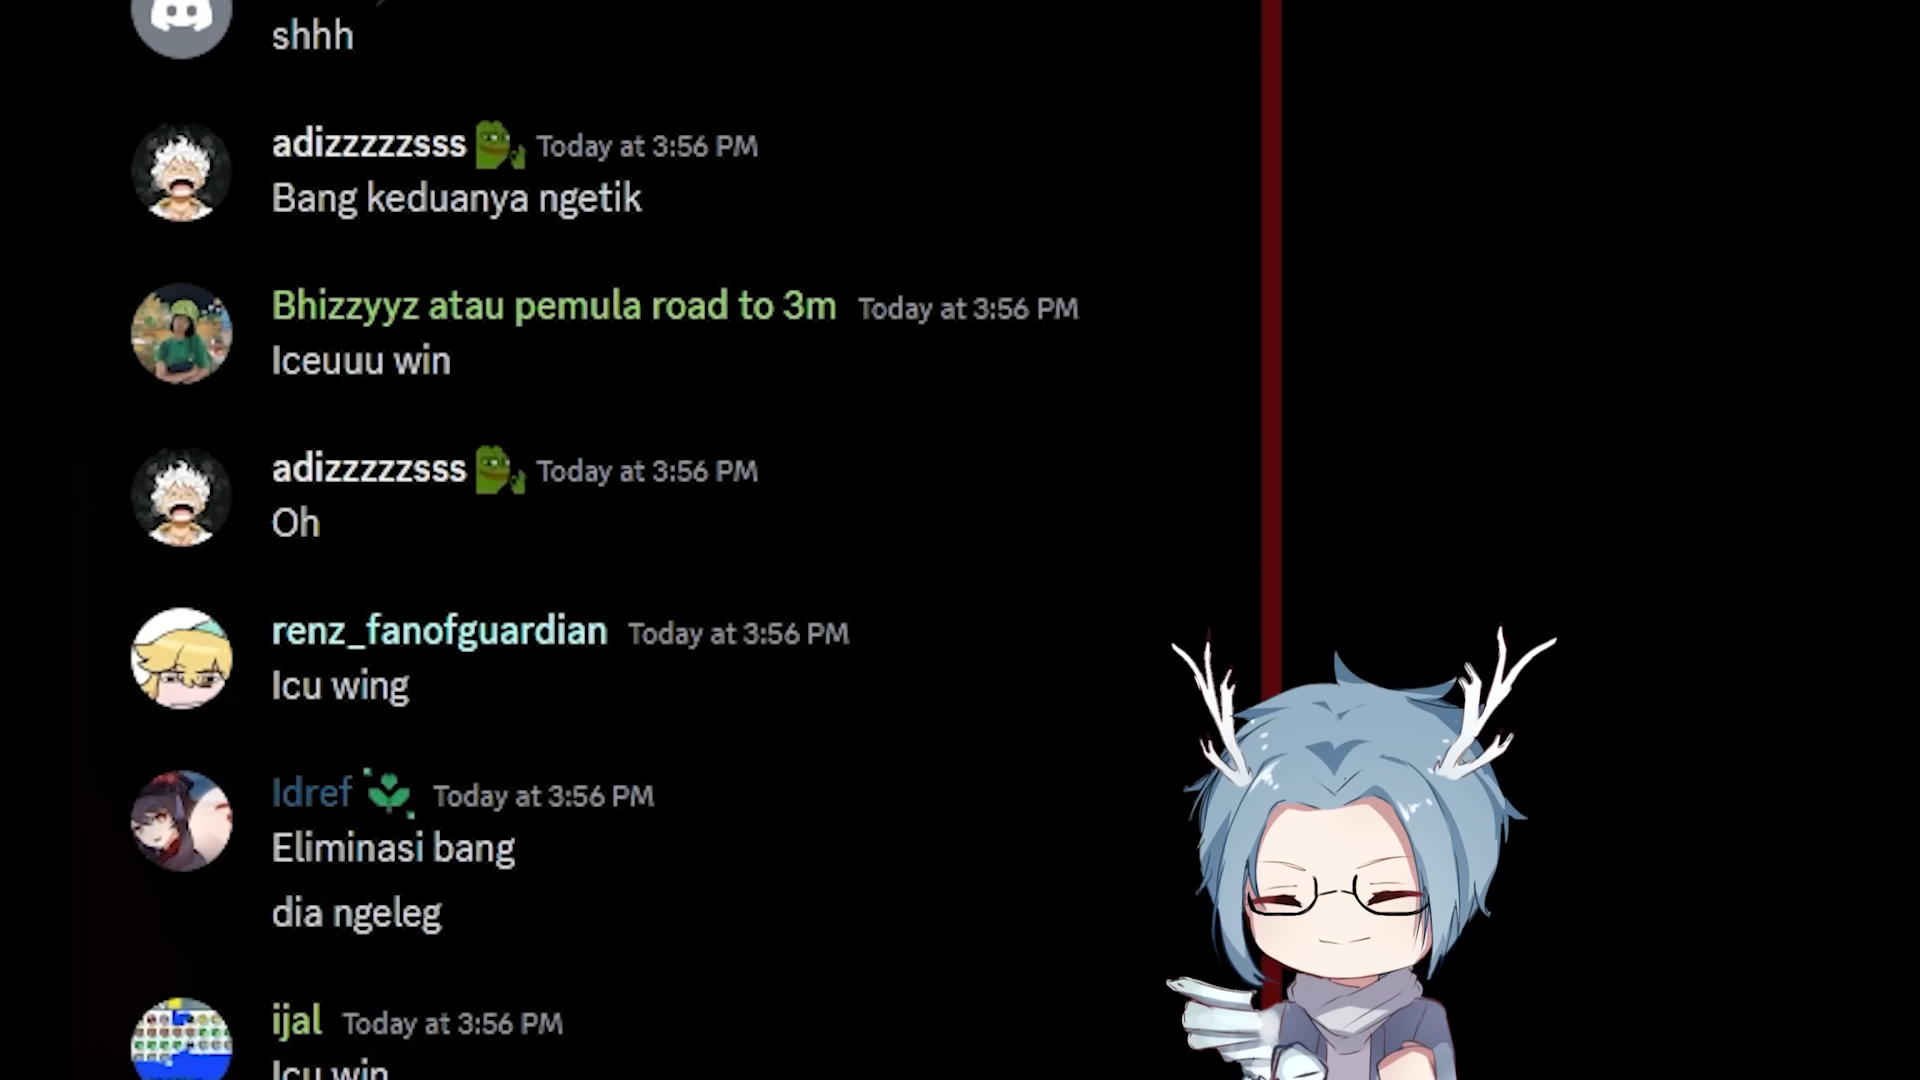 shhh
adizzzzzsss Today at 3:56 PM
Bang keduanya ngetik
Bhizzyyz atau pemula road to 3m Today at 3:56 PM
Iceuuu win
adizzzzzsss Today at 3:56 PM
Oh
renz_fanofguardian Today at 3:56 PM
Icu wing
Idref Today at 3:56 PM
Eliminasi bang
dia ngeleg
ijal Today at 3:56 PM
Icu win